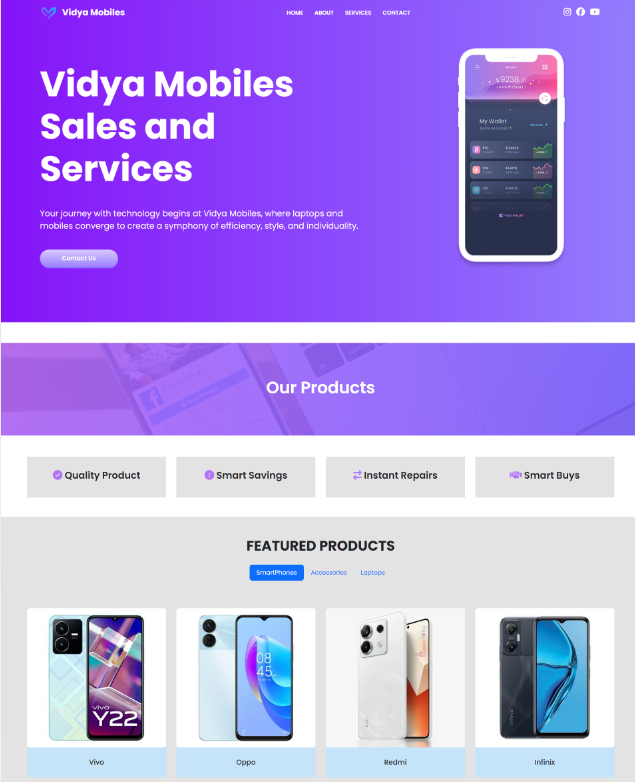 Vidya Mobiles
HOME ABOUT SERVICES CONTACT
Vidya Mobiles
Sales and
Services
Your journey with technology begins at Vidya Mobiles, where laptops and
mobiles converge to create a symphony of efficiency, style, and individuality.
Contact Us
$ 9238
My Wallet
Our Products
Quality Product
Smart Savings
Instant Repairs
Smart Buys
FEATURED PRODUCTS
SmartPhones Accessories Laptops
vivo
Y22
08
45
Vivo
Oppo
Redmi
Infinix